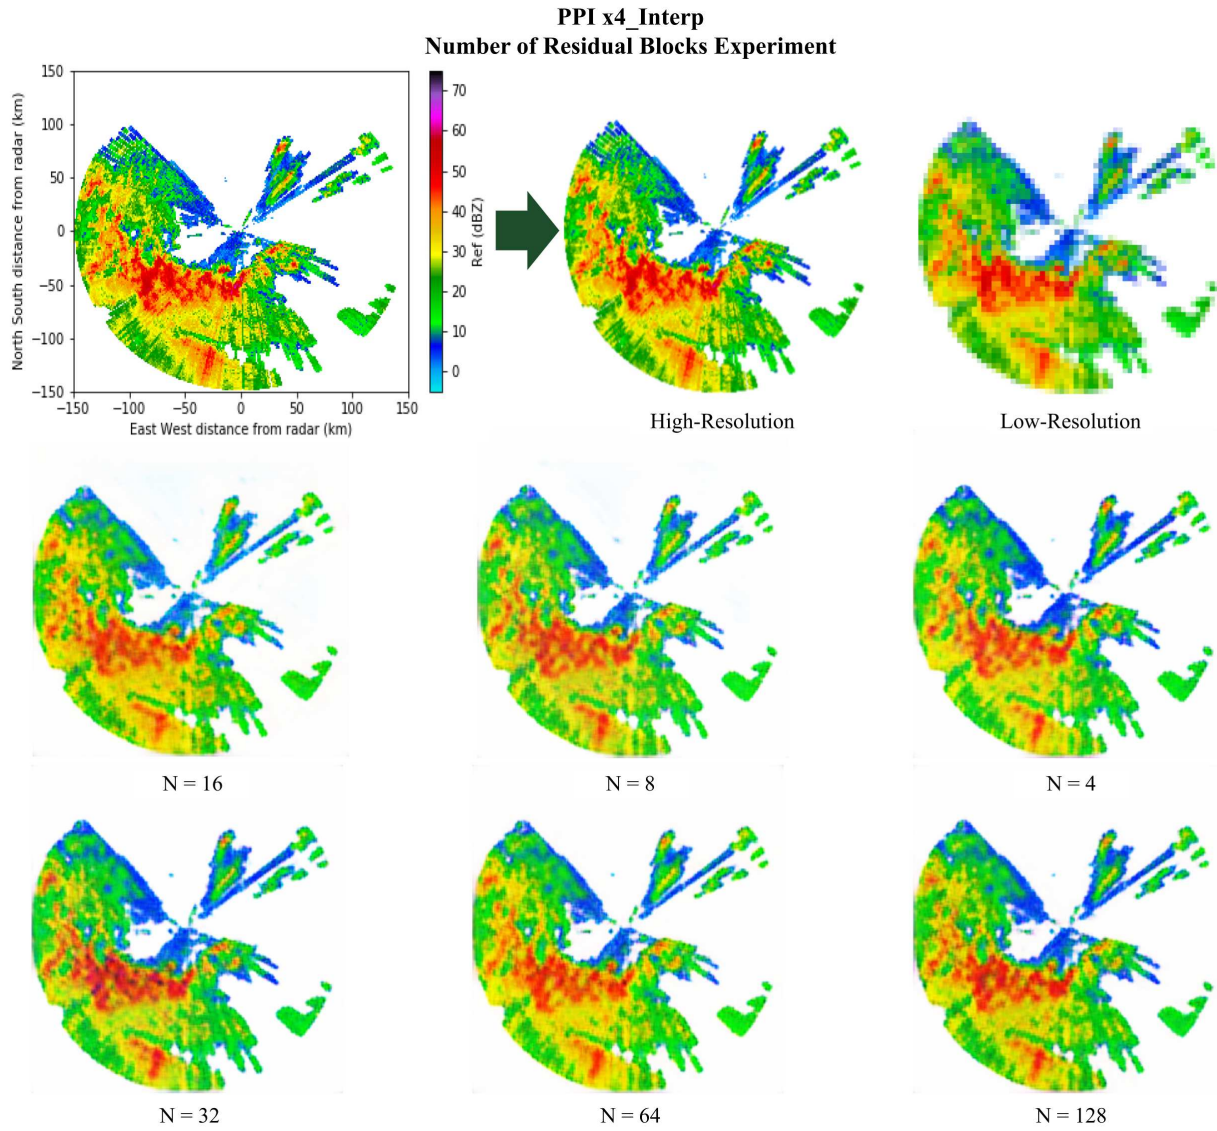 PPI x4_Interp
Number of Residual Blocks Experiment
150
100
50
0
−50
−100
−150
North South distance from radar (km)
−150 −100 −50 0 50 100 150
East West distance from radar (km)
70
60
50
40
30
20
10
0
Ref (dBZ)
High-Resolution
Low-Resolution
N = 16
N = 8
N = 4
N = 32
N = 64
N = 128